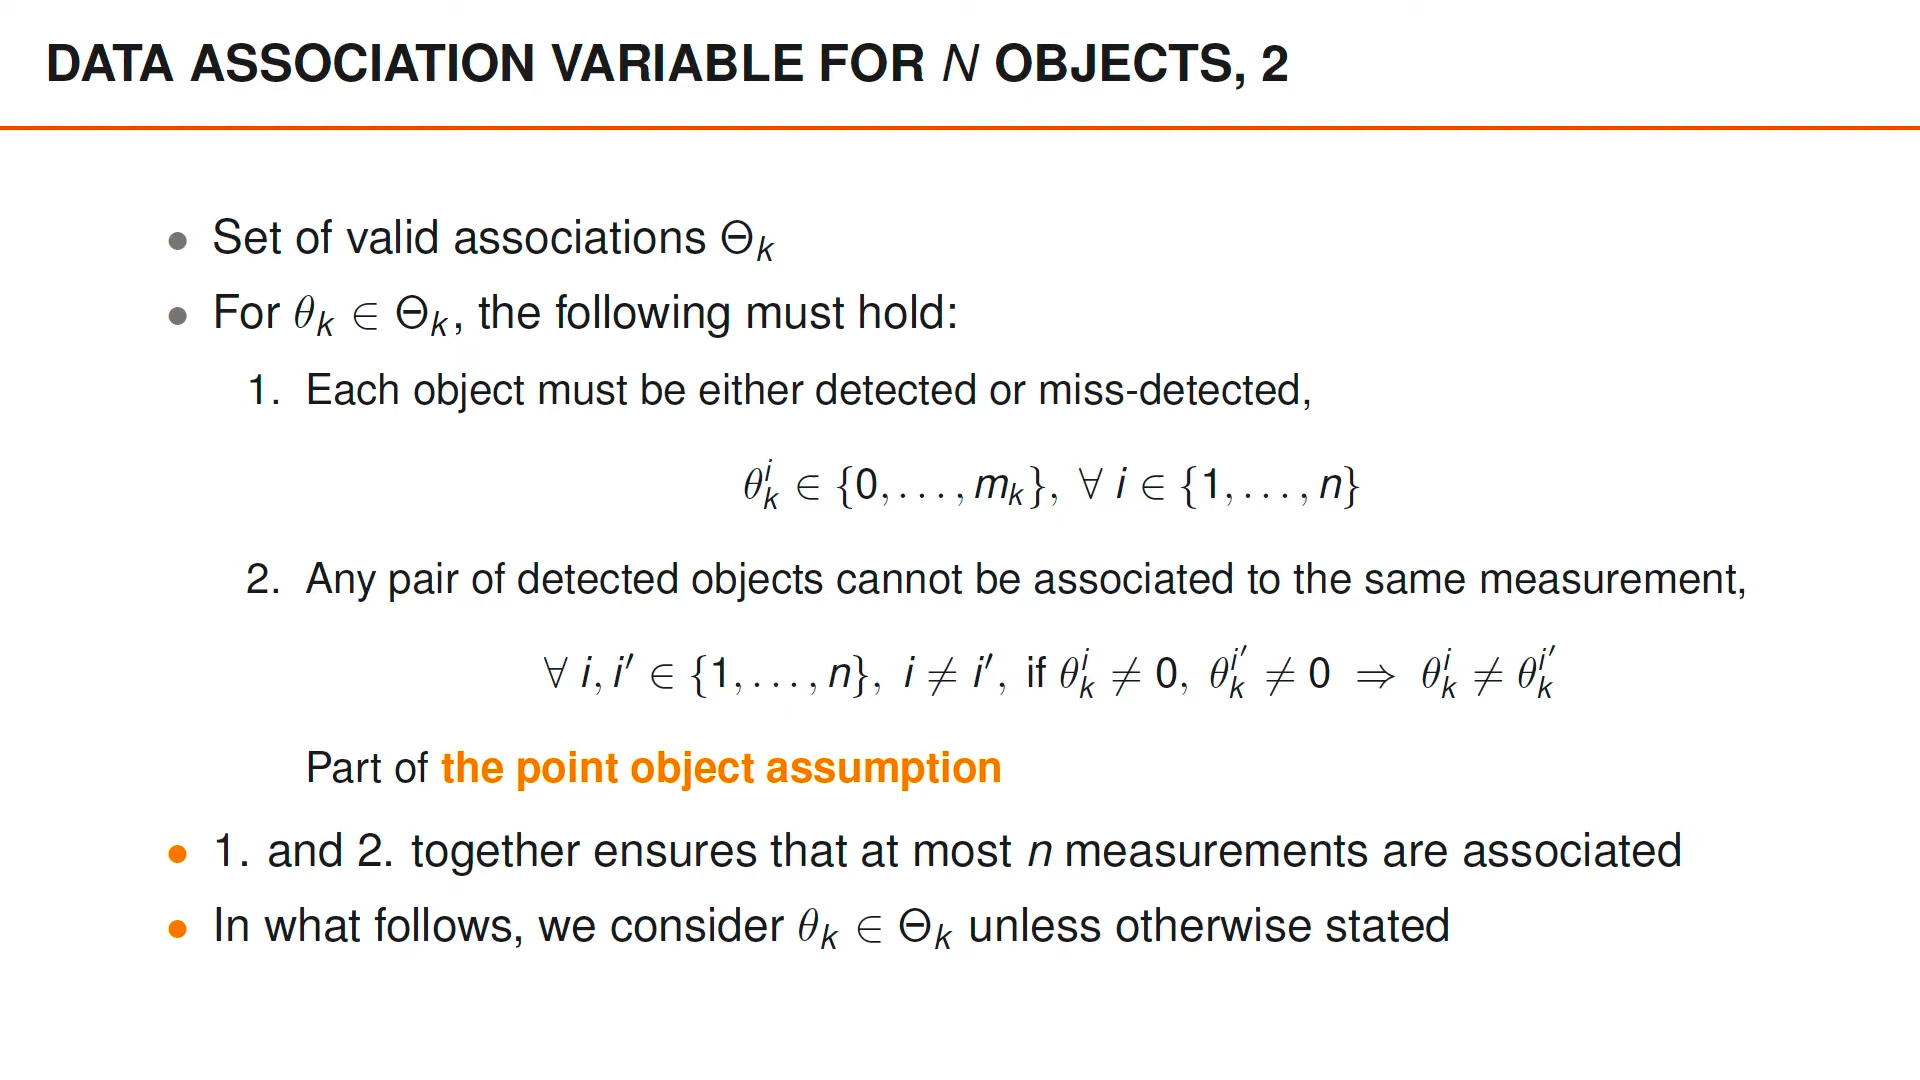 DATA ASSOCIATION VARIABLE FOR N OBJECTS, 2
• Set of valid associations Θ_k
• For θ_k ∈ Θ_k, the following must hold:
1. Each object must be either detected or miss-detected,
θ_k^i ∈ {0, . . . , m_k}, ∀ i ∈ {1, . . . , n}
2. Any pair of detected objects cannot be associated to the same measurement,
∀ i, i′ ∈ {1, . . . , n}, i ≠ i′, if θ_k^i ≠ 0, θ_k^{i′} ≠ 0 ⇒ θ_k^i ≠ θ_k^{i′}
Part of the point object assumption
• 1. and 2. together ensures that at most n measurements are associated
• In what follows, we consider θ_k ∈ Θ_k unless otherwise stated